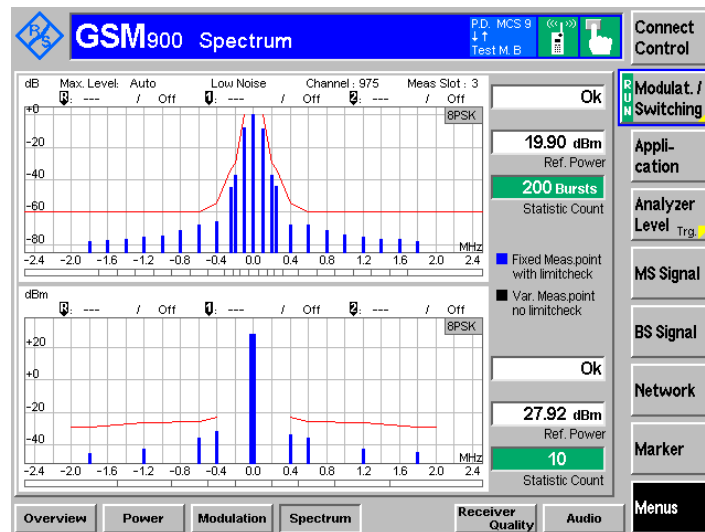 R&S GSM900 Spectrum P.D. MCS 9
Test M. B
Connect
Control
dB Max. Level: Auto Low Noise Channel : 975 Meas Slot : 3
R: --- / Off 1: --- / Off 2: --- / Off
8PSK
+0
-20
-40
-60
-80
MHz
-2.4 -2.0 -1.6 -1.2 -0.8 -0.4 0.0 0.4 0.8 1.2 1.6 2.0 2.4
Ok
19.90 dBm
Ref. Power
200 Bursts
Statistic Count
Fixed Meas.point
with limitcheck
Var. Meas.point
no limitcheck
dBm
R: --- / Off 1: --- / Off 2: --- / Off
8PSK
+20
+0
-20
-40
MHz
-2.4 -2.0 -1.6 -1.2 -0.8 -0.4 0.0 0.4 0.8 1.2 1.6 2.0 2.4
Ok
27.92 dBm
Ref. Power
10
Statistic Count
RUN
Modulat. /
Switching
Appli-
cation
Analyzer
Level Trg.
MS Signal
BS Signal
Network
Marker
Menus
Overview Power Modulation Spectrum Receiver
Quality Audio